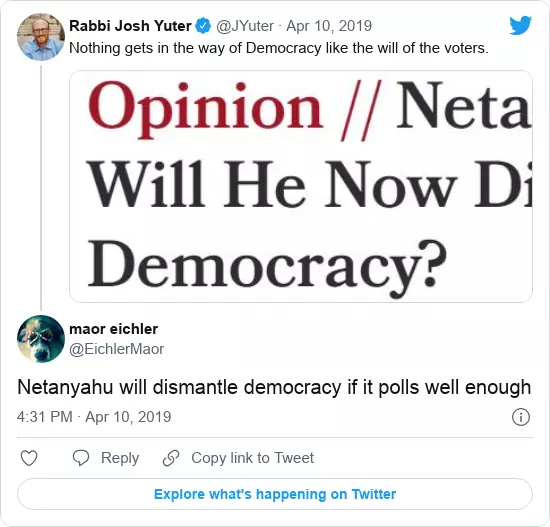 Rabbi Josh Yuter @JYuter · Apr 10, 2019
Nothing gets in the way of Democracy like the will of the voters.
Opinion // Neta
Will He Now Di
Democracy?
maor eichler
@EichlerMaor
Netanyahu will dismantle democracy if it polls well enough
4:31 PM · Apr 10, 2019
Reply Copy link to Tweet
Explore what's happening on Twitter